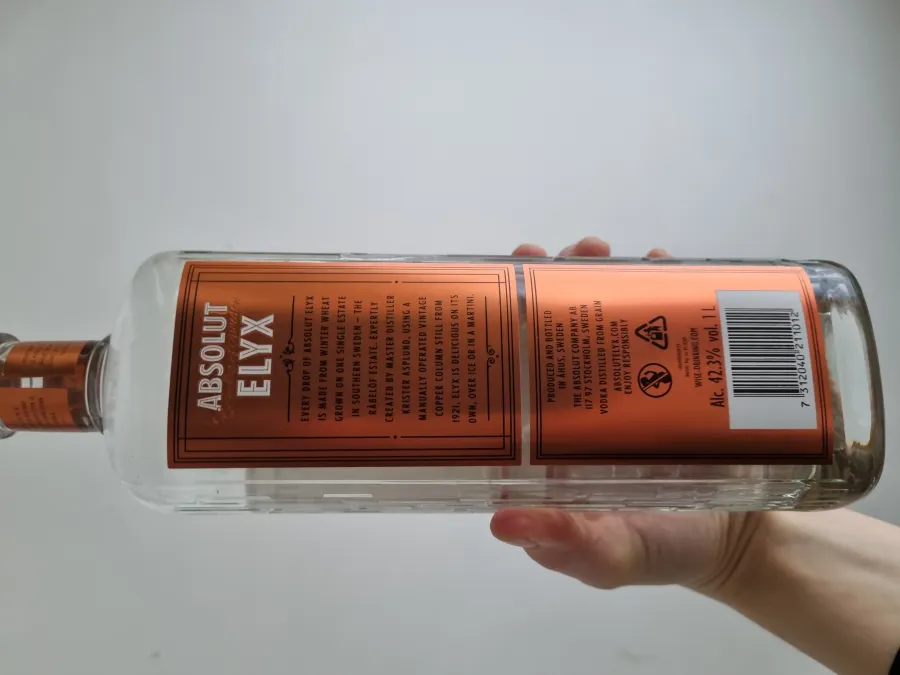 ABSOLUT
ELYX
EVERY DROP OF ABSOLUT ELYX
IS MADE FROM WINTER WHEAT
GROWN ON ONE SINGLE ESTATE
IN SOUTHERN SWEDEN – THE
RÅBELÖF ESTATE. EXPERTLY
CREATED BY MASTER DISTILLER
KRISTER ASPLUND, USING A
MANUALLY OPERATED VINTAGE
COPPER COLUMN STILL FROM
1921. ELYX IS DELICIOUS ON ITS
OWN, OVER ICE OR IN A MARTINI.
PRODUCED AND BOTTLED
IN ÅHUS, SWEDEN
THE ABSOLUT COMPANY AB
117 97 STOCKHOLM, SWEDEN
VODKA DISTILLED FROM GRAIN
ABSOLUTELYX.COM
ENJOY RESPONSIBLY
Alc. 42.3% vol. 1 L
7 312040 211012